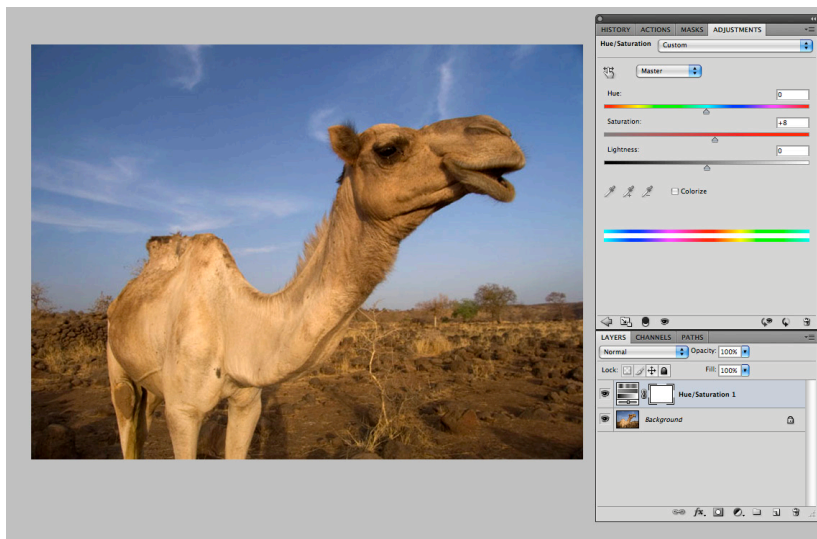 HISTORY ACTIONS MASKS ADJUSTMENTS
Hue/Saturation Custom
Master
Hue: 0
Saturation: +8
Lightness: 0
Colorize
LAYERS CHANNELS PATHS
Normal Opacity: 100%
Lock: Fill: 100%
Hue/Saturation 1
Background
fx.